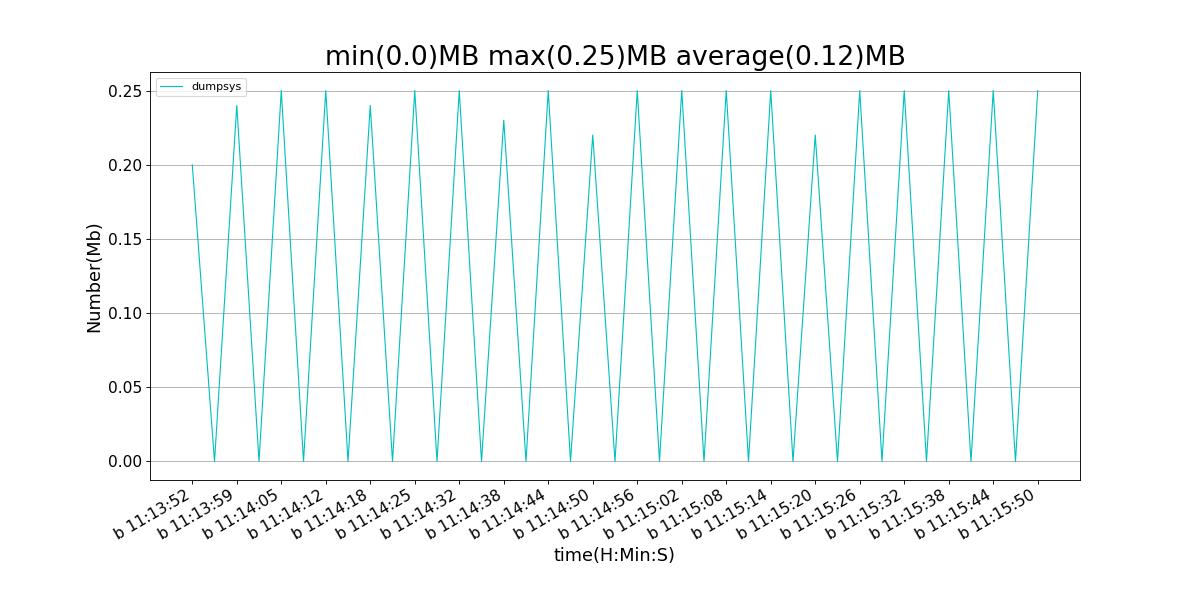 min(0.0)MB max(0.25)MB average(0.12)MB
dumpsys
0.25
0.20
0.15
0.10
0.05
0.00
Number(Mb)
b 11:13:52
b 11:13:59
b 11:14:05
b 11:14:12
b 11:14:18
b 11:14:25
b 11:14:32
b 11:14:38
b 11:14:44
b 11:14:50
b 11:14:56
b 11:15:02
b 11:15:08
b 11:15:14
b 11:15:20
b 11:15:26
b 11:15:32
b 11:15:38
b 11:15:44
b 11:15:50
time(H:Min:S)